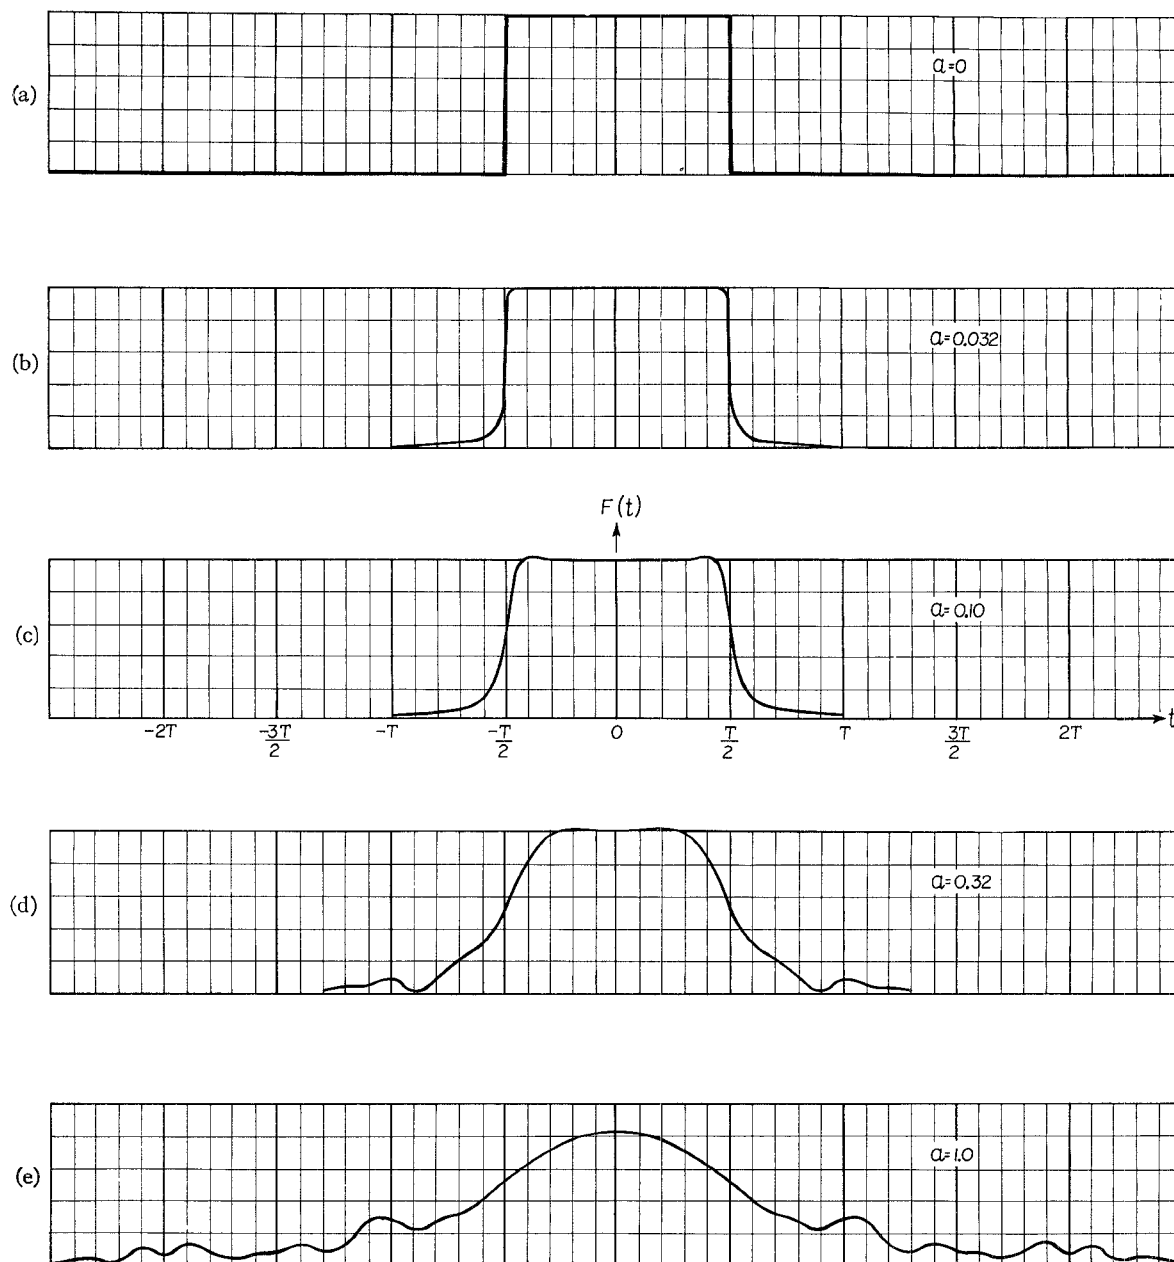 (a)
a=0
(b)
a=0.032
F(t)
(c)
a=0.10
-2T -3T/2 -T -T/2 0 T/2 T 3T/2 2T t
(d)
a=0.32
(e)
a=1.0